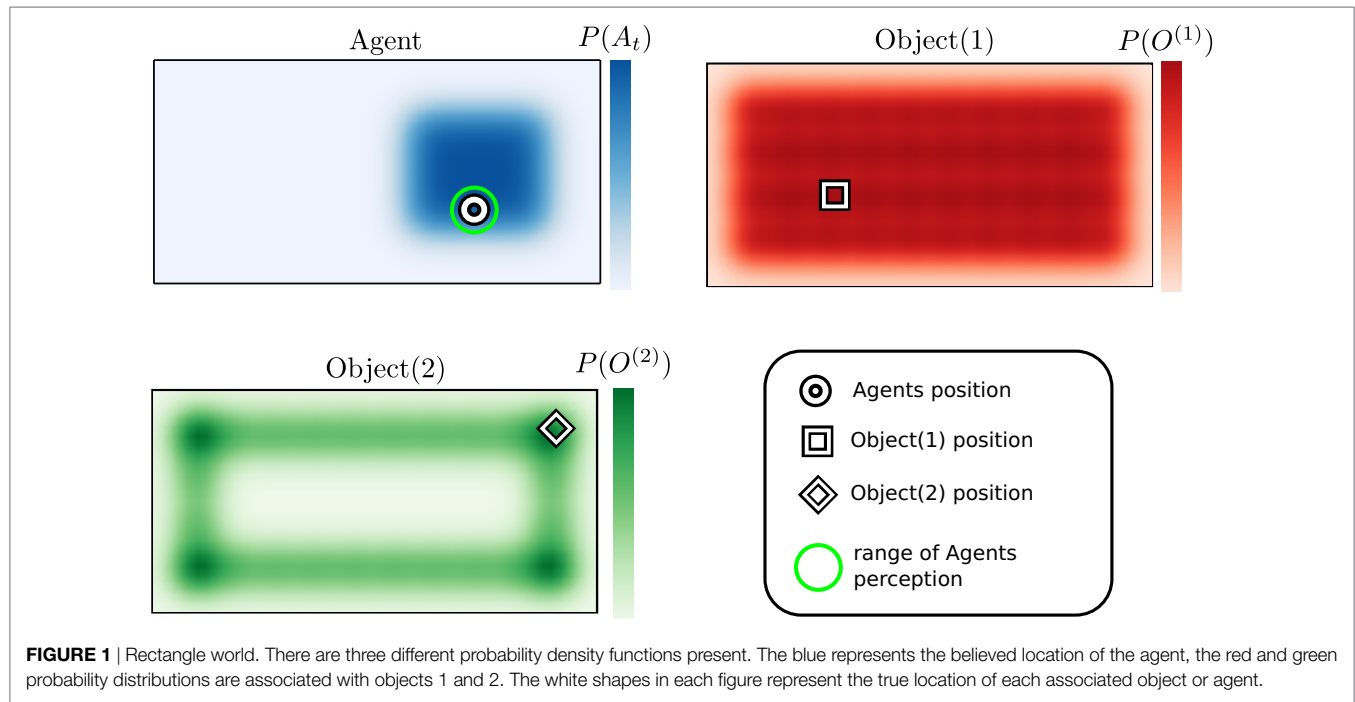 Agent
P(A_t)
Object(1)
P(O^(1))
Object(2)
P(O^(2))
Agents position
Object(1) position
Object(2) position
range of Agents
perception
FIGURE 1 | Rectangle world. There are three different probability density functions present. The blue represents the believed location of the agent, the red and green
probability distributions are associated with objects 1 and 2. The white shapes in each figure represent the true location of each associated object or agent.